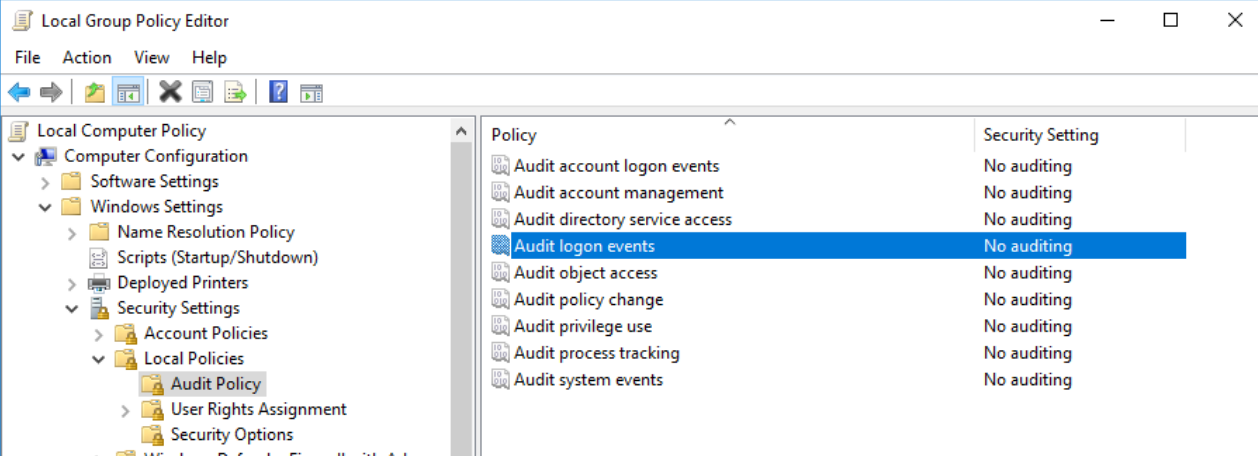 Local Group Policy Editor
File Action View Help
Local Computer Policy
Computer Configuration
Software Settings
Windows Settings
Name Resolution Policy
Scripts (Startup/Shutdown)
Deployed Printers
Security Settings
Account Policies
Local Policies
Audit Policy
User Rights Assignment
Security Options
Policy Security Setting
Audit account logon events No auditing
Audit account management No auditing
Audit directory service access No auditing
Audit logon events No auditing
Audit object access No auditing
Audit policy change No auditing
Audit privilege use No auditing
Audit process tracking No auditing
Audit system events No auditing